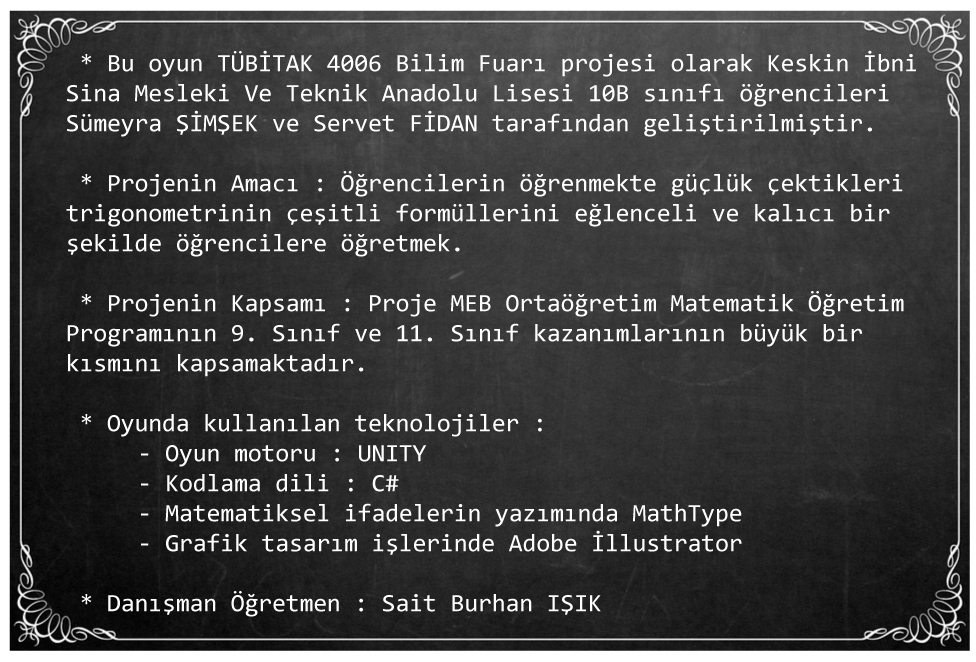 * Bu oyun TÜBİTAK 4006 Bilim Fuarı projesi olarak Keskin İbni
Sina Mesleki Ve Teknik Anadolu Lisesi 10B sınıfı öğrencileri
Sümeyra ŞİMŞEK ve Servet FİDAN tarafından geliştirilmiştir.
* Projenin Amacı : Öğrencilerin öğrenmekte güçlük çektikleri
trigonometrinin çeşitli formüllerini eğlenceli ve kalıcı bir
şekilde öğrencilere öğretmek.
* Projenin Kapsamı : Proje MEB Ortaöğretim Matematik Öğretim
Programının 9. Sınıf ve 11. Sınıf kazanımlarının büyük bir
kısmını kapsamaktadır.
* Oyunda kullanılan teknolojiler :
- Oyun motoru : UNITY
- Kodlama dili : C#
- Matematiksel ifadelerin yazımında MathType
- Grafik tasarım işlerinde Adobe İllustrator
* Danışman Öğretmen : Sait Burhan IŞIK